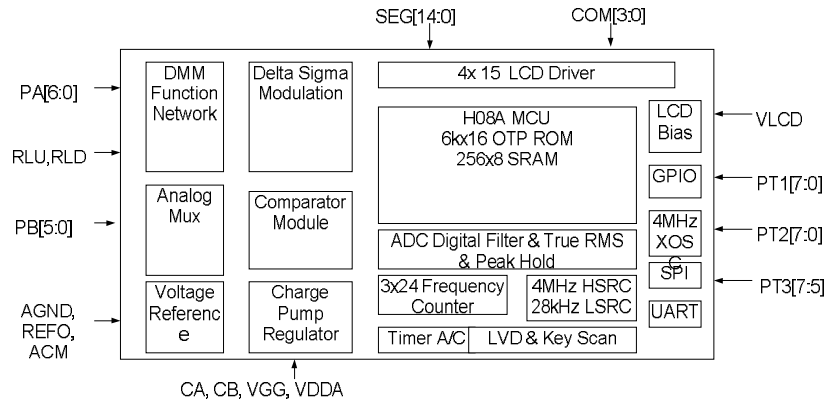 SEG[14:0]
COM[3:0]
DMM
Function
Network
Delta Sigma
Modulation
4x 15 LCD Driver
PA[6:0]
H08A MCU
6kx16 OTP ROM
256x8 SRAM
LCD
Bias
VLCD
RLU,RLD
GPIO
PT1[7:0]
Analog
Mux
Comparator
Module
PB[5:0]
4MHz
XOS
C
PT2[7:0]
ADC Digital Filter & True RMS
& Peak Hold
SPI
PT3[7:5]
Voltage
Referenc
e
Charge
Pump
Regulator
3x24 Frequency
Counter
4MHz HSRC
28kHz LSRC
UART
AGND,
REFO,
ACM
Timer A/C
LVD & Key Scan
CA, CB, VGG, VDDA